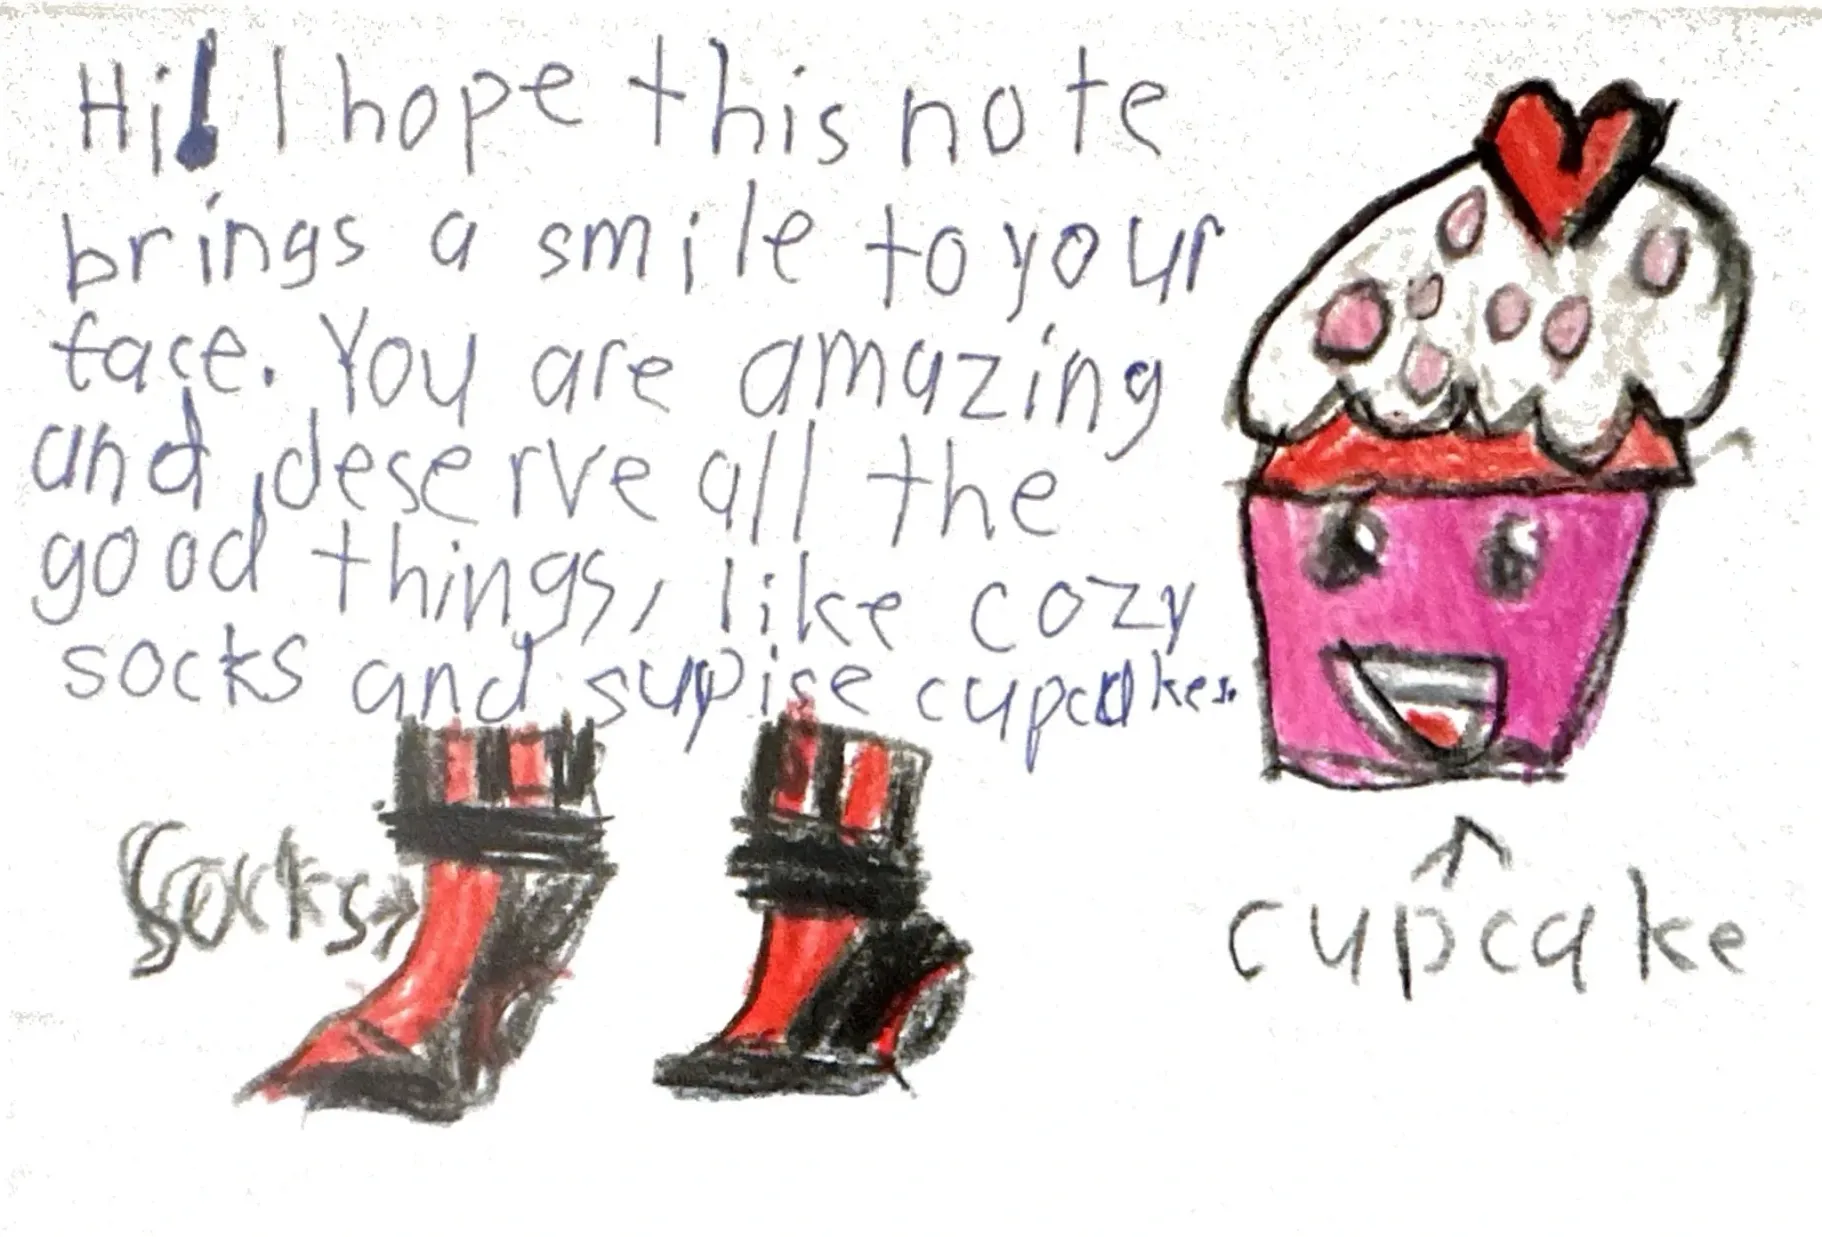 Hi! I hope this note
brings a smile to your
face. You are amazing
and deserve all the
good things, like cozy
socks and supise cupcakes.
socks
cupcake